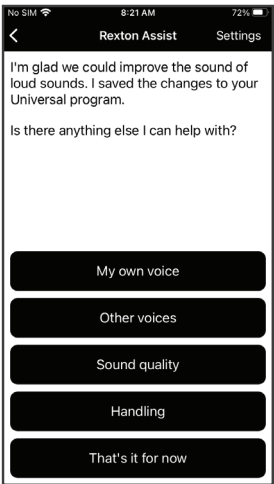 No SIM 8:21 AM 72%
Rexton Assist Settings
I'm glad we could improve the sound of
loud sounds. I saved the changes to your
Universal program.
Is there anything else I can help with?
My own voice
Other voices
Sound quality
Handling
That's it for now